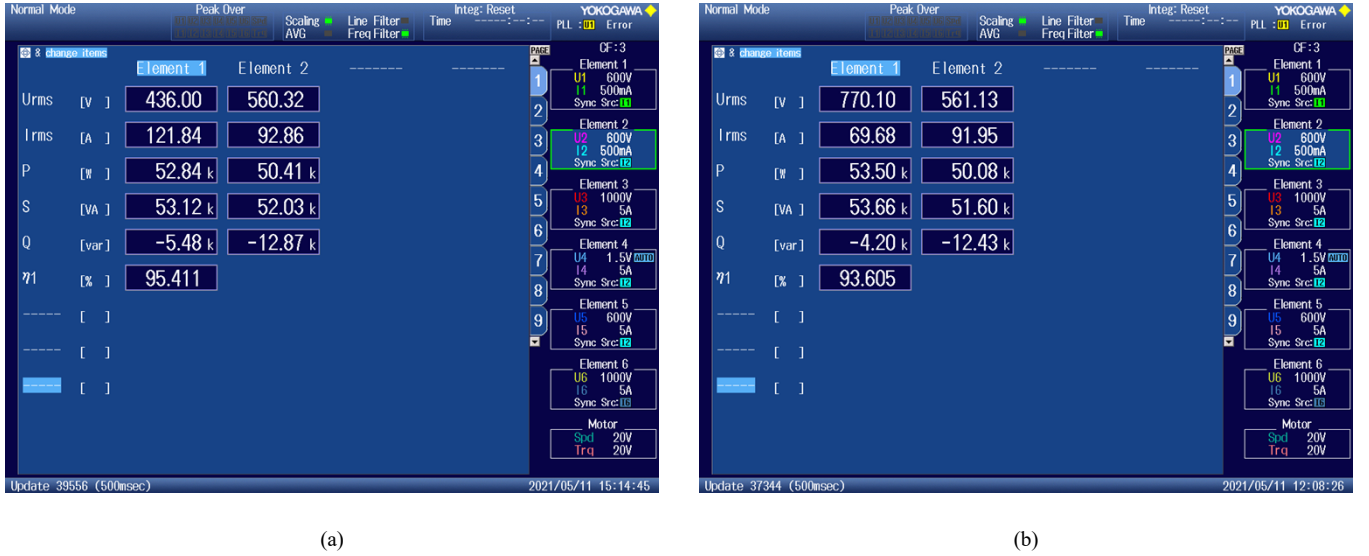 Normal Mode Peak Over Scaling AVG Line Filter Freq Filter Integ: Reset Time -----:--:-- YOKOGAWA PLL : U1 Error
8 change items PAGE CF:3
Element 1 Element 2 ------- -------
Urms [V ] 436.00 560.32
Irms [A ] 121.84 92.86
P [W ] 52.84 k 50.41 k
S [VA ] 53.12 k 52.03 k
Q [var] -5.48 k -12.87 k
η1 [% ] 95.411
----- [ ]
----- [ ]
----- [ ]
1
2
3
4
5
6
7
8
9
Element 1
U1 600V
I1 500mA
Sync Src: I1
Element 2
U2 600V
I2 500mA
Sync Src: I2
Element 3
U3 1000V
I3 5A
Sync Src: I2
Element 4
U4 1.5V AUTO
I4 5A
Sync Src: I2
Element 5
U5 600V
I5 5A
Sync Src: I2
Element 6
U6 1000V
I6 5A
Sync Src: I6
Motor
Spd 20V
Trq 20V
Update 39556 (500msec) 2021/05/11 15:14:45
(a)
Normal Mode Peak Over Scaling AVG Line Filter Freq Filter Integ: Reset Time -----:--:-- YOKOGAWA PLL : U1 Error
8 change items PAGE CF:3
Element 1 Element 2 ------- -------
Urms [V ] 770.10 561.13
Irms [A ] 69.68 91.95
P [W ] 53.50 k 50.08 k
S [VA ] 53.66 k 51.60 k
Q [var] -4.20 k -12.43 k
η1 [% ] 93.605
----- [ ]
----- [ ]
----- [ ]
1
2
3
4
5
6
7
8
9
Element 1
U1 600V
I1 500mA
Sync Src: I1
Element 2
U2 600V
I2 500mA
Sync Src: I2
Element 3
U3 1000V
I3 5A
Sync Src: I2
Element 4
U4 1.5V AUTO
I4 5A
Sync Src: I2
Element 5
U5 600V
I5 5A
Sync Src: I2
Element 6
U6 1000V
I6 5A
Sync Src: I6
Motor
Spd 20V
Trq 20V
Update 37344 (500msec) 2021/05/11 12:08:26
(b)